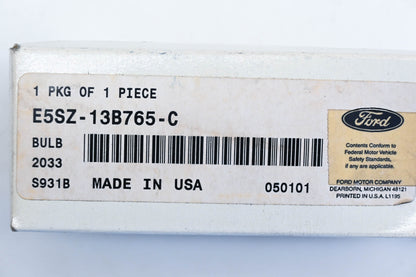 1 PKG OF 1 PIECE
E5SZ-13B765-C
BULB
2033
S931B MADE IN USA 050101
Ford
Contents Conform to
Federal Motor Vehicle
Safety Standards,
if any are applicable.
FORD MOTOR COMPANY
DEARBORN, MICHIGAN 48121
PRINTED IN U.S.A. L1195